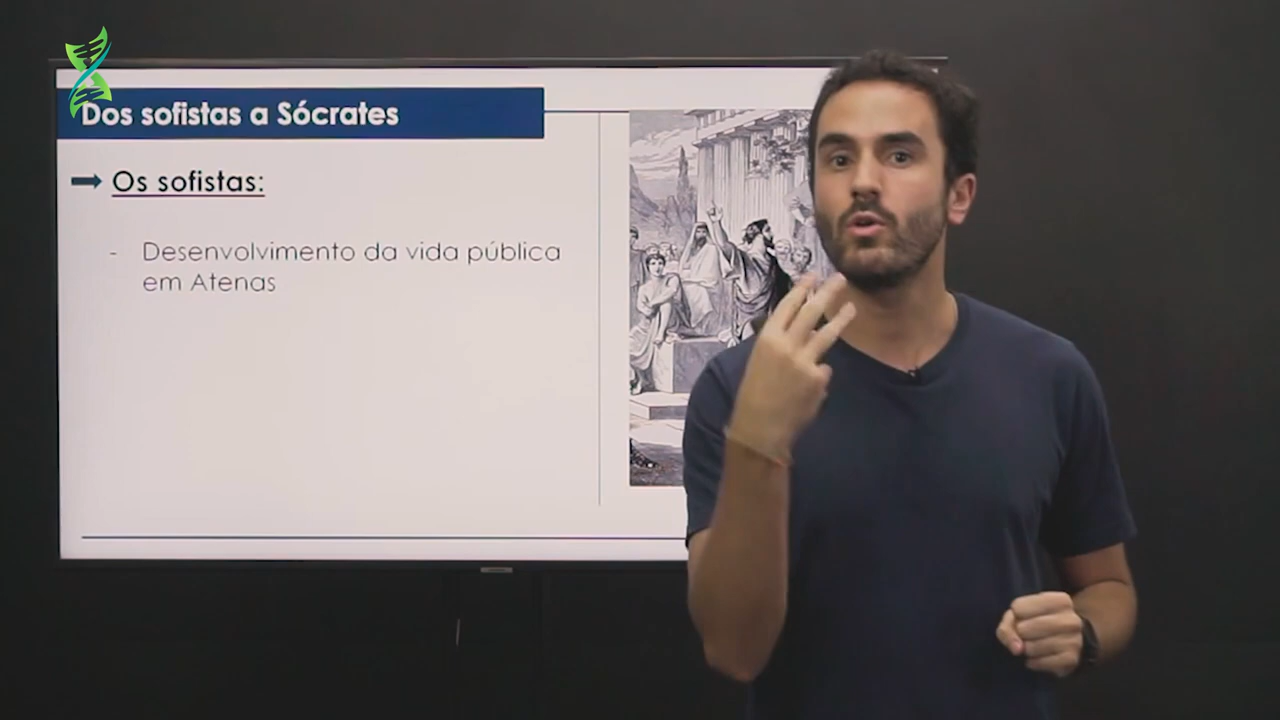 Dos sofistas a Sócrates
Os sofistas:
- Desenvolvimento da vida pública
em Atenas